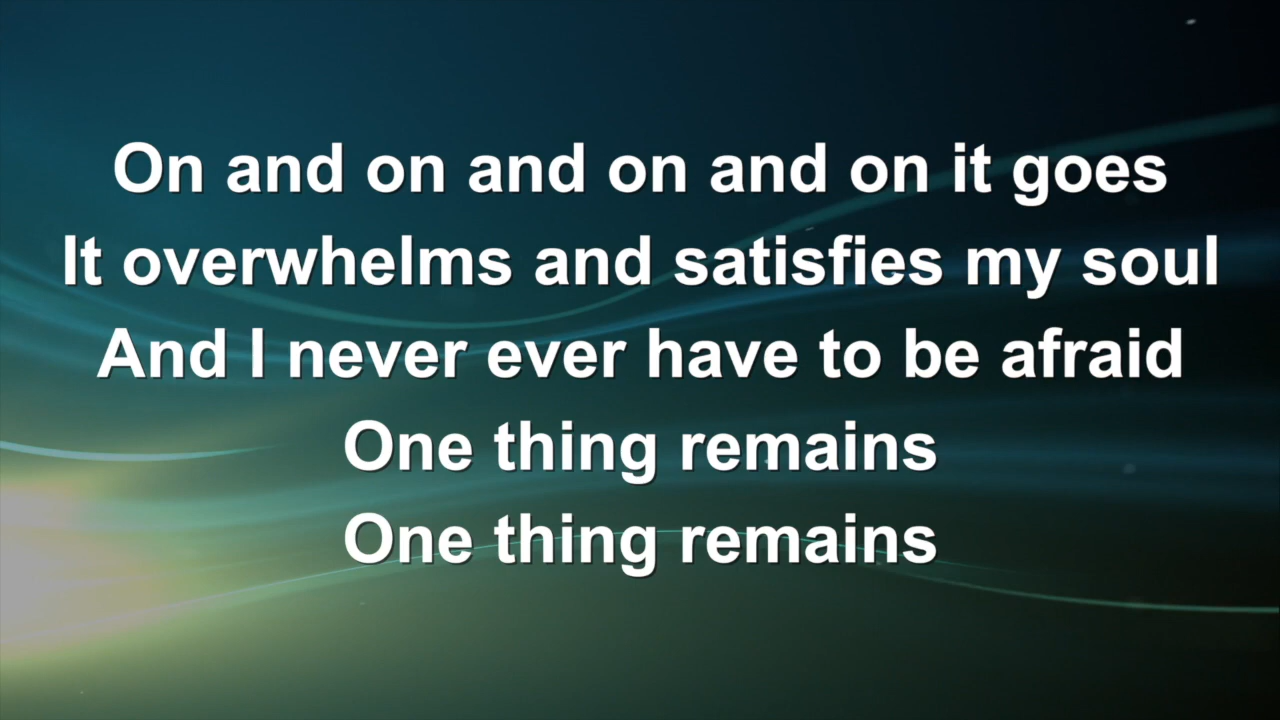 On and on and on and on it goes
It overwhelms and satisfies my soul
And I never ever have to be afraid
One thing remains
One thing remains